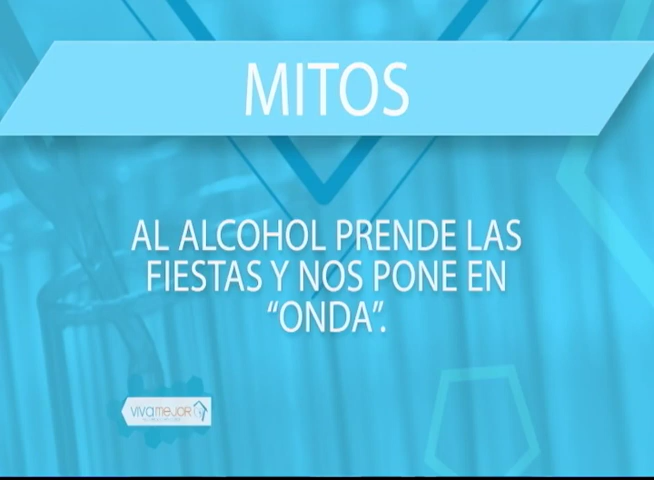 MITOS
AL ALCOHOL PRENDE LAS
FIESTAS Y NOS PONE EN
“ONDA”.
vivamejor